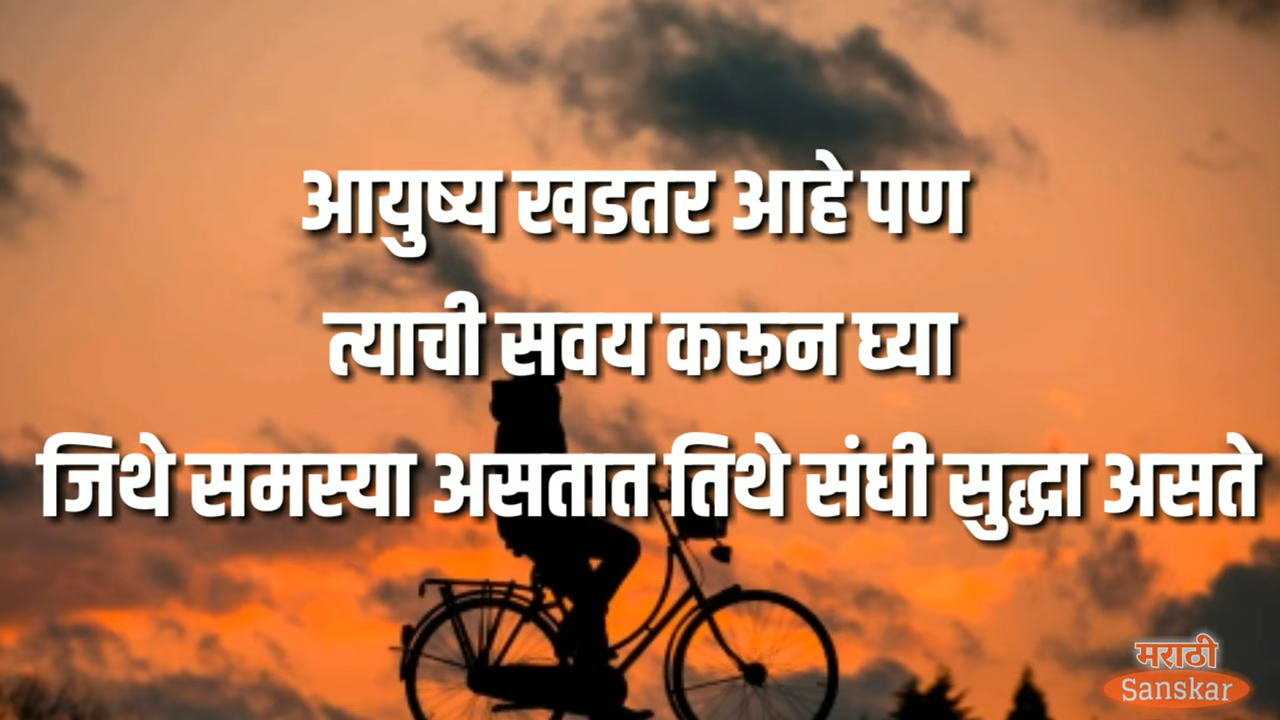 आयुष्य खडतर आहे पण
त्याची सवय करून घ्या
जिथे समस्या असतात तिथे संधी सुद्धा असते
मराठी
Sanskar